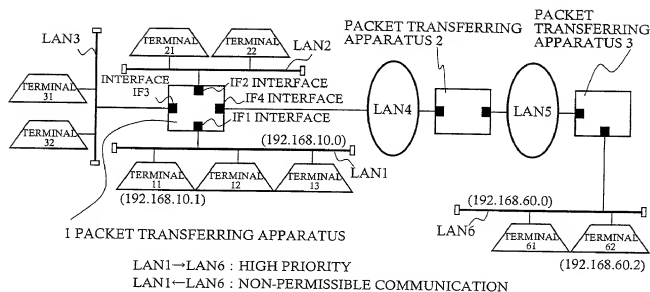 LAN3
TERMINAL
21
TERMINAL
22
LAN2
PACKET TRANSFERRING
APPARATUS 2
PACKET
TRANSFERRING
APPARATUS 3
TERMINAL
31
INTERFACE
IF3
IF2 INTERFACE
IF4 INTERFACE
IF1 INTERFACE
LAN4
LAN5
TERMINAL
32
(192.168.10.0)
LAN1
TERMINAL
11
TERMINAL
12
TERMINAL
13
(192.168.10.1)
(192.168.60.0)
LAN6
TERMINAL
61
TERMINAL
62
(192.168.60.2)
1 PACKET TRANSFERRING APPARATUS
LAN1→LAN6 : HIGH PRIORITY
LAN1←LAN6 : NON-PERMISSIBLE COMMUNICATION